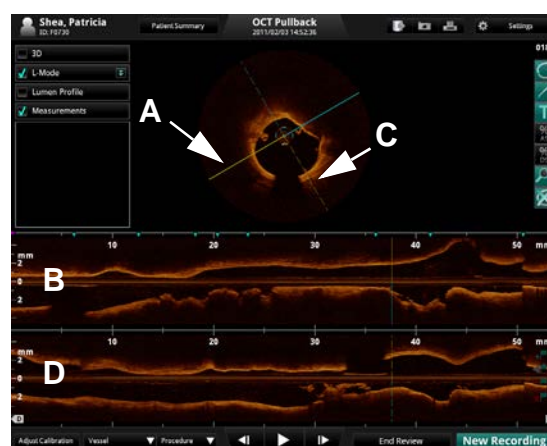 Shea, Patricia
ID: F0730
Patient Summary
OCT Pullback
2011/02/03 14:52:36
Settings
3D
L-Mode
Lumen Profile
Measurements
A
C
T
10 20 30 40 50 mm
mm
2
0
2
B
10 20 30 40 50 mm
mm
2
0
2
D
D
Adjust Calibration Vessel Procedure End Review New Recording